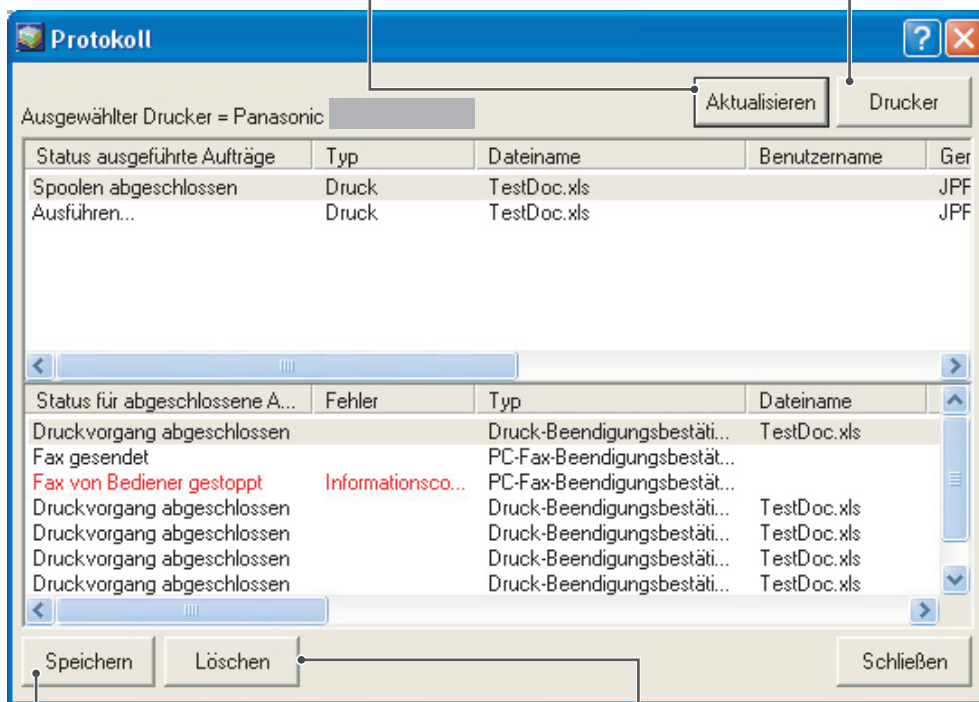 Protokoll
Aktualisieren Drucker
Ausgewählter Drucker = Panasonic
Status ausgeführte Aufträge Typ Dateiname Benutzername Ger
Spoolen abgeschlossen Druck TestDoc.xls JPF
Ausführen... Druck TestDoc.xls JPF
Status für abgeschlossene A... Fehler Typ Dateiname
Druckvorgang abgeschlossen Druck-Beendigungsbestäti... TestDoc.xls
Fax gesendet PC-Fax-Beendigungsbestät...
Fax von Bediener gestoppt Informationsco... PC-Fax-Beendigungsbestät...
Druckvorgang abgeschlossen Druck-Beendigungsbestäti... TestDoc.xls
Druckvorgang abgeschlossen Druck-Beendigungsbestäti... TestDoc.xls
Druckvorgang abgeschlossen Druck-Beendigungsbestäti... TestDoc.xls
Druckvorgang abgeschlossen Druck-Beendigungsbestäti... TestDoc.xls
Speichern Löschen Schließen